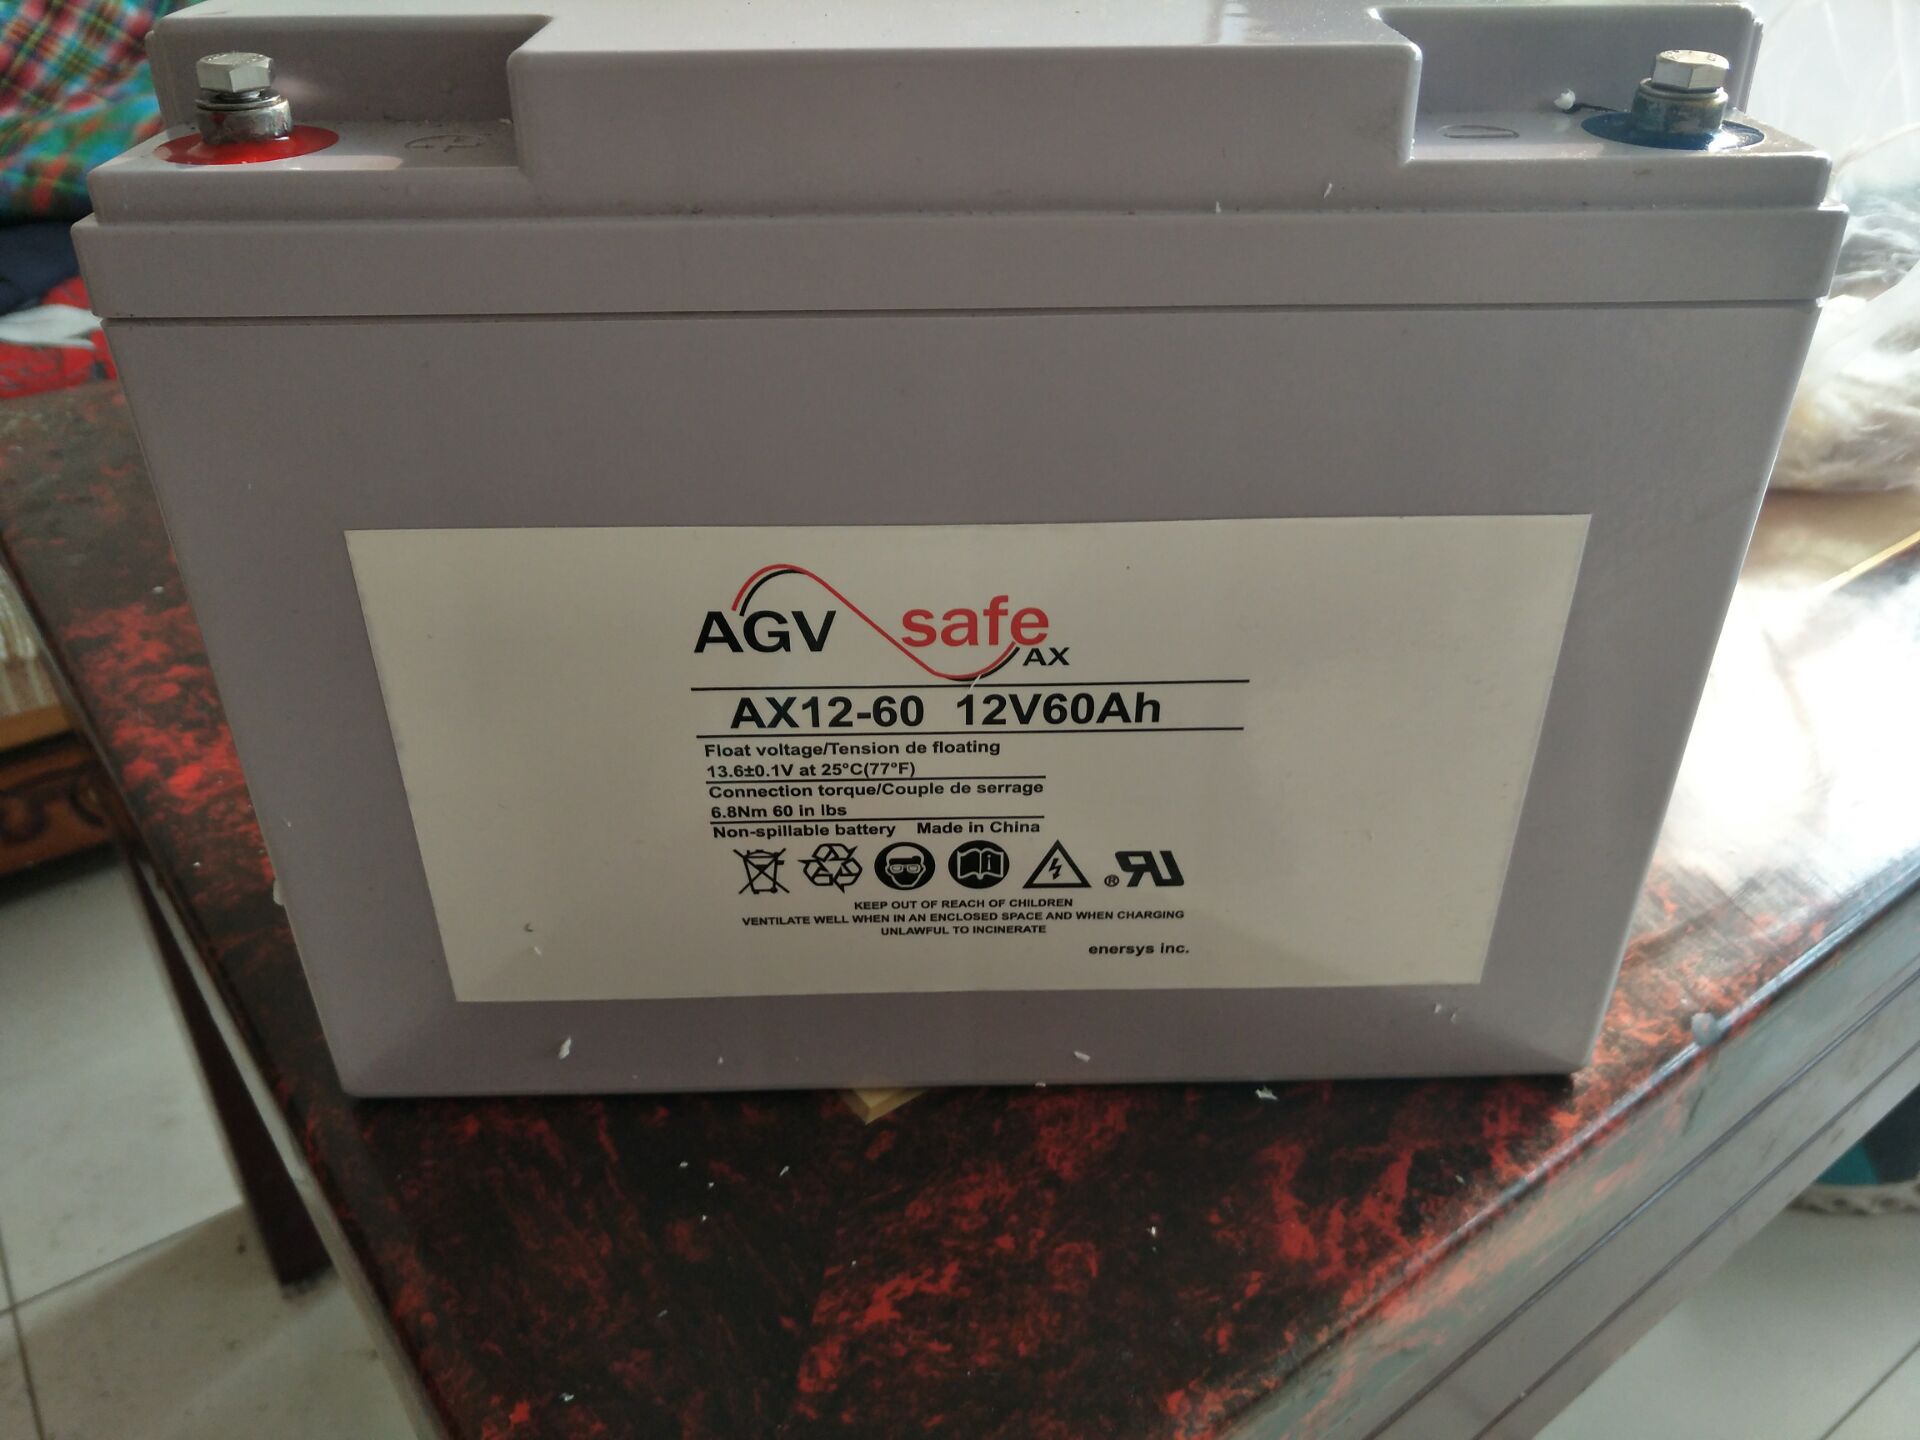 AGV safe AX
AX12-60 12V60Ah
Float voltage/Tension de floating
13.6±0.1V at 25°C(77°F)
Connection torque/Couple de serrage
6.8Nm 60 in lbs
Non-spillable battery Made in China
® RU
KEEP OUT OF REACH OF CHILDREN
VENTILATE WELL WHEN IN AN ENCLOSED SPACE AND WHEN CHARGING
UNLAWFUL TO INCINERATE
enersys inc.